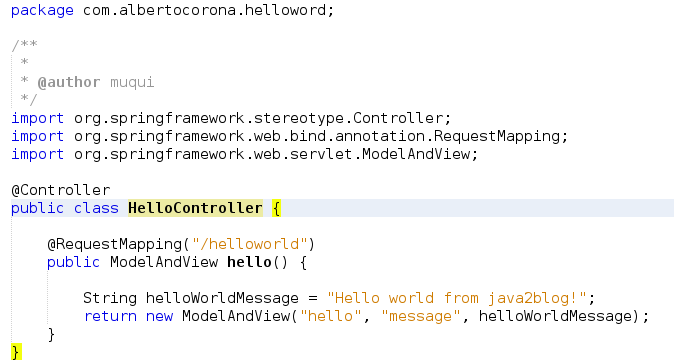 package com.albertocorona.helloword;
/**
*
* @author muqui
*/
import org.springframework.stereotype.Controller;
import org.springframework.web.bind.annotation.RequestMapping;
import org.springframework.web.servlet.ModelAndView;
@Controller
public class HelloController {
@RequestMapping("/helloworld")
public ModelAndView hello() {
String helloWorldMessage = "Hello world from java2blog!";
return new ModelAndView("hello", "message", helloWorldMessage);
}
}